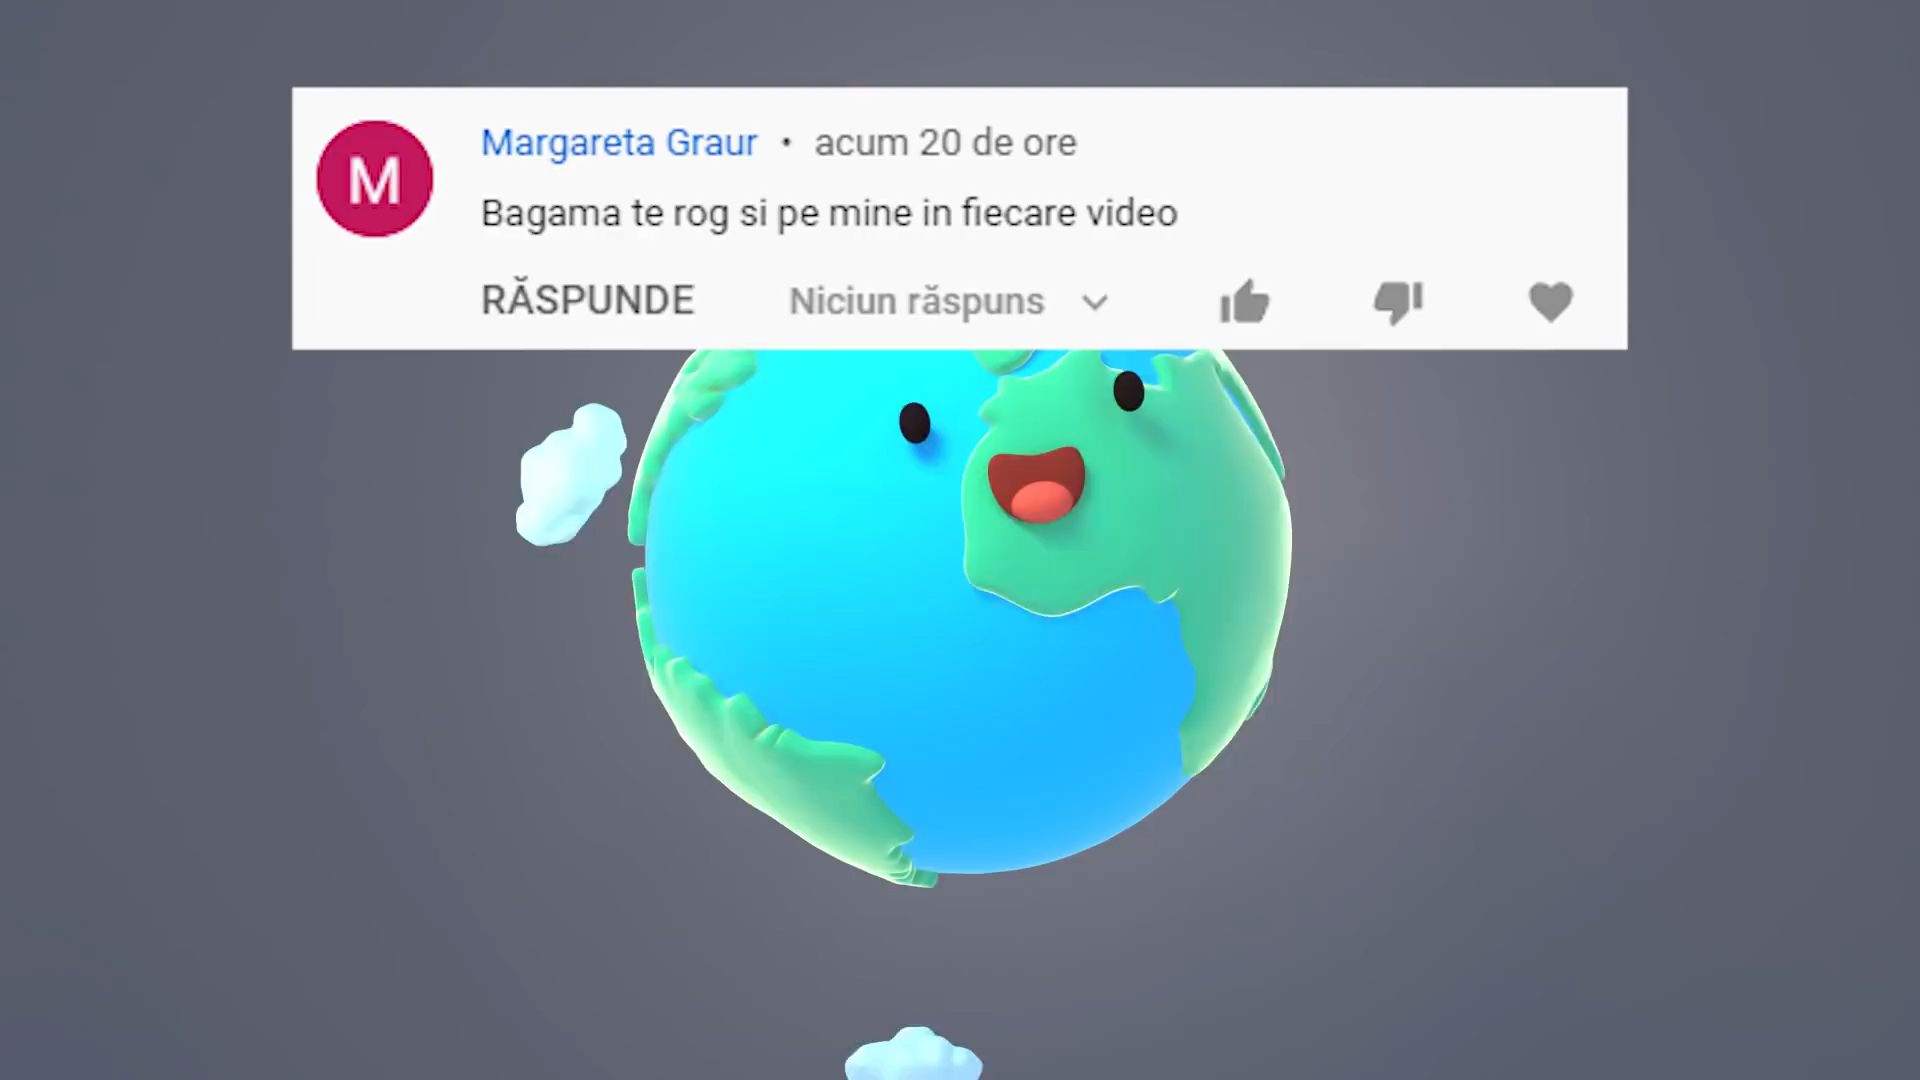 M
Margareta Graur • acum 20 de ore
Bagama te rog si pe mine in fiecare video
RĂSPUNDE Niciun răspuns